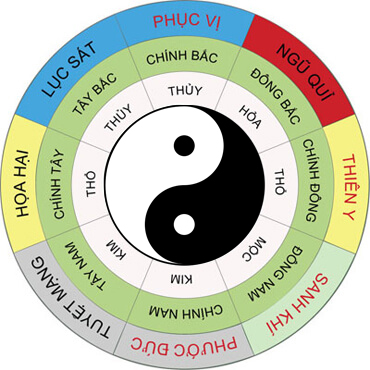 PHỤC VỊ
NGŨ QUỈ
THIÊN Y
SANH KHÍ
PHƯỚC ĐỨC
TUYỆT MẠNG
HỌA HẠI
LỤC SÁT
CHÍNH BẮC
ĐÔNG BẮC
CHÍNH ĐÔNG
ĐÔNG NAM
CHÍNH NAM
TÂY NAM
CHÍNH TÂY
TÂY BẮC
THỦY
HỎA
THỔ
MỘC
KIM
KIM
THỔ
THỦY